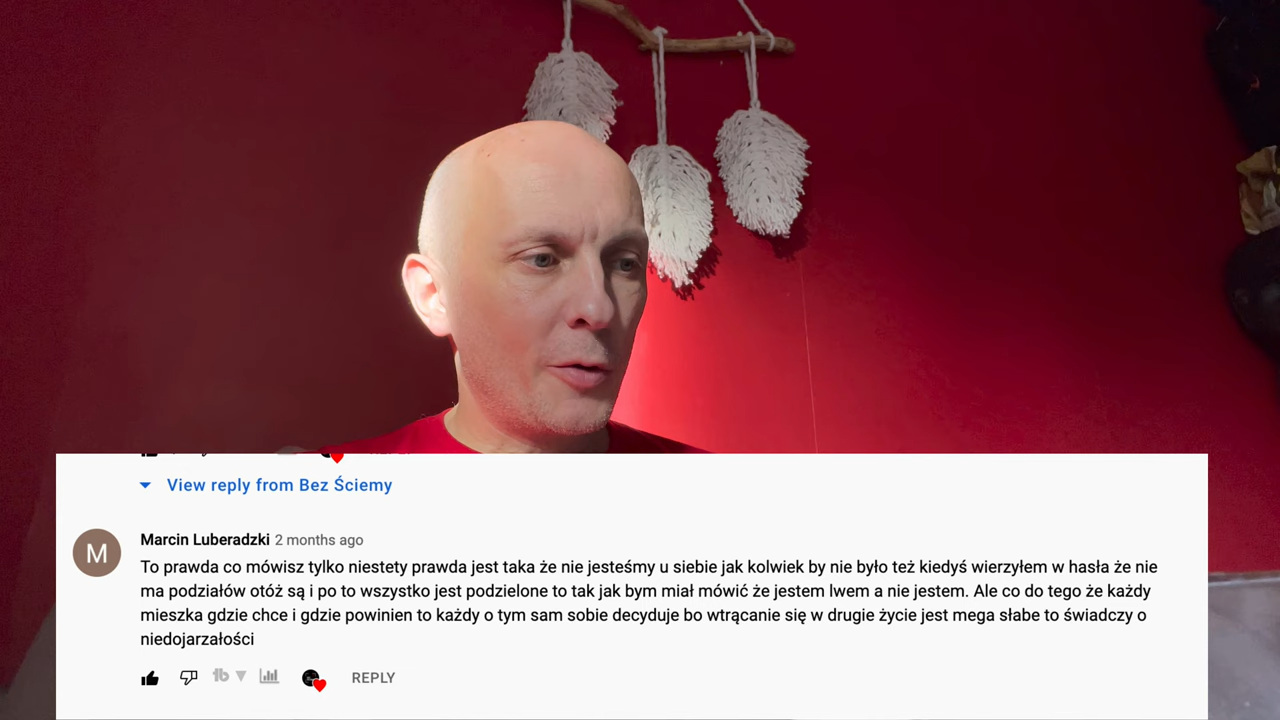 View reply from Bez Ściemy
Marcin Luberadzki 2 months ago
M
To prawda co mówisz tylko niestety prawda jest taka że nie jesteśmy u siebie jak kolwiek by nie było też kiedyś wierzyłem w hasła że nie
ma podziałów otóż są i po to wszystko jest podzielone to tak jak bym miał mówić że jestem lwem a nie jestem. Ale co do tego że każdy
mieszka gdzie chce i gdzie powinien to każdy o tym sam sobie decyduje bo wtrącanie się w drugie życie jest mega słabe to świadczy o
niedojarzałości
tb
REPLY